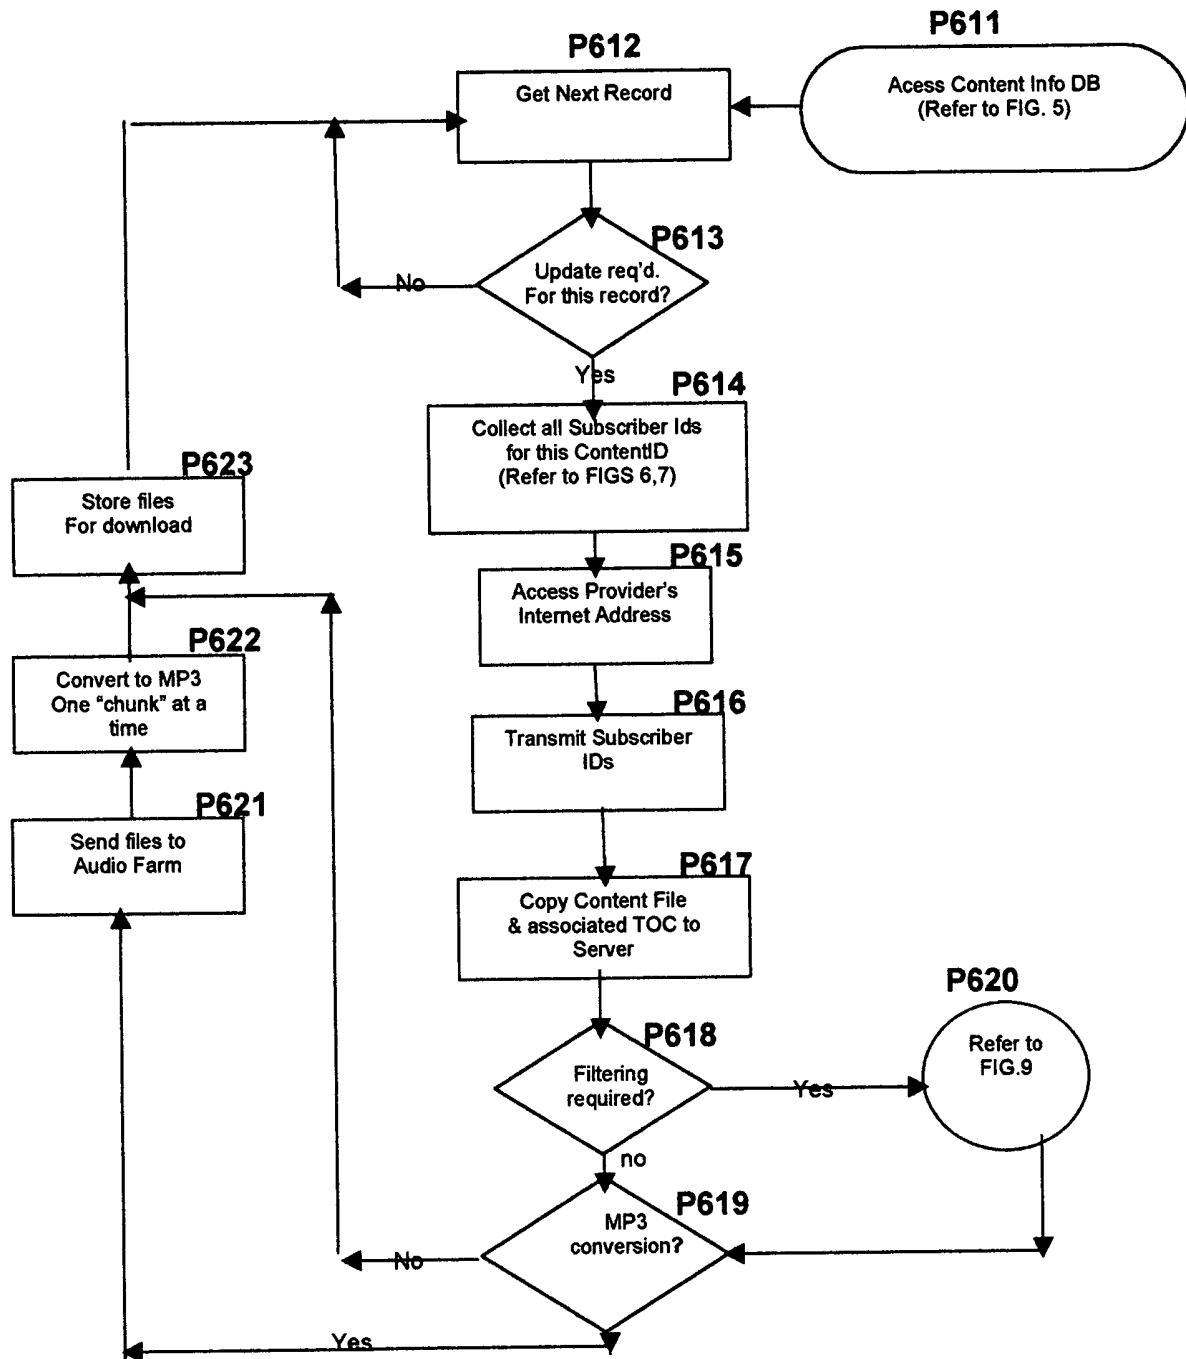 P611
Acess Content Info DB
(Refer to FIG. 5)
P612
Get Next Record
P613
Update req'd.
For this record?
No
Yes
P614
Collect all Subscriber Ids
for this ContentID
(Refer to FIGS 6,7)
P615
Access Provider's
Internet Address
P616
Transmit Subscriber
IDs
P617
Copy Content File
& associated TOC to
Server
P618
Filtering
required?
Yes
no
P620
Refer to
FIG.9
P619
MP3
conversion?
No
Yes
P621
Send files to
Audio Farm
P622
Convert to MP3
One "chunk" at a
time
P623
Store files
For download